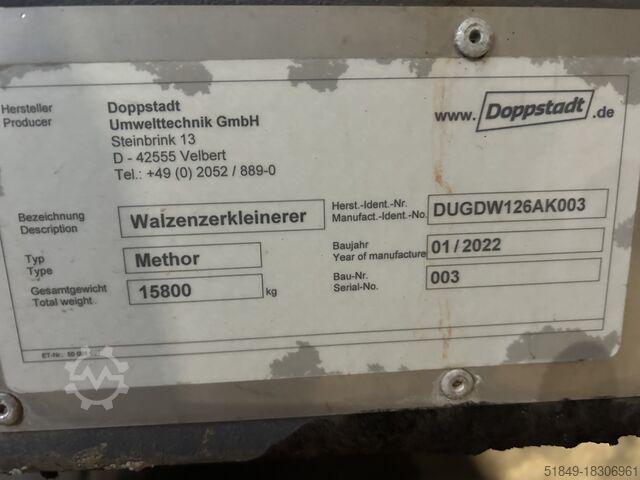 Hersteller
Producer
Doppstadt
Umwelttechnik GmbH
Steinbrink 13
D - 42555 Velbert
Tel.: +49 (0) 2052 / 889-0
www. Doppstadt .de
Bezeichnung
Description
Walzenzerkleinerer
Typ
Type
Methor
Gesamtgewicht
Total weight
15800 kg
Herst.-Ident.-Nr.
Manufact.-Ident.-No.
DUGDW126AK003
Baujahr
Year of manufacture
01 / 2022
Bau-Nr.
Serial-No.
003
ET-Nr.:
51849-18306961